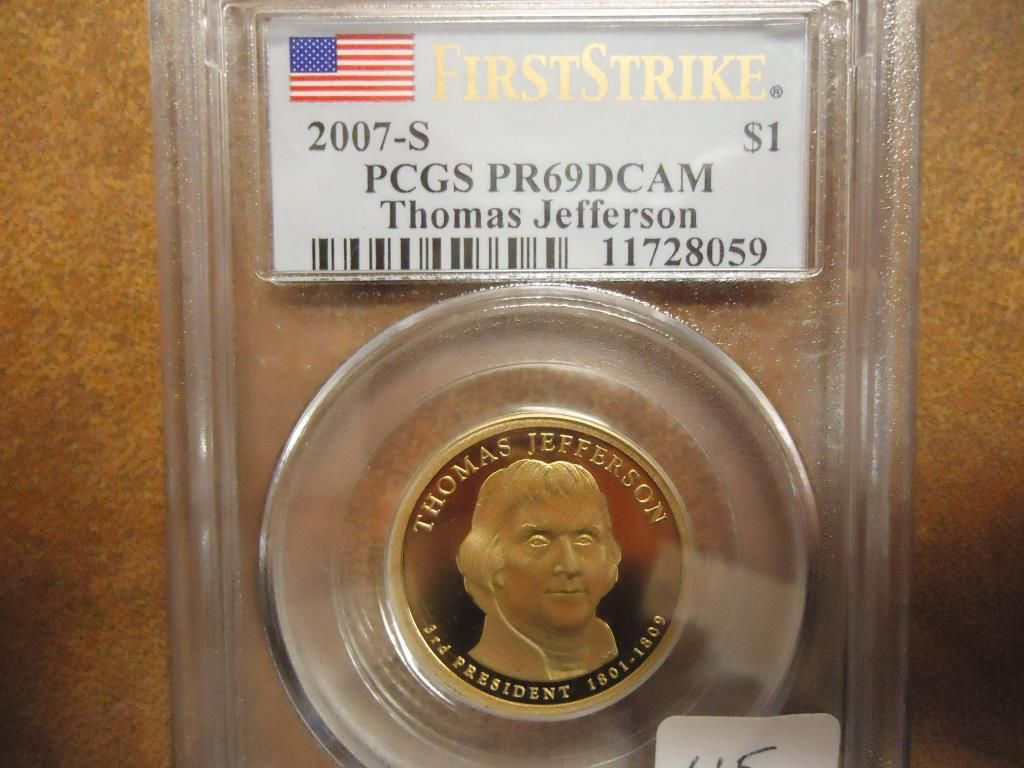 FIRSTSTRIKE®
2007-S $1
PCGS PR69DCAM
Thomas Jefferson
11728059
THOMAS JEFFERSON
3rd PRESIDENT 1801-1809